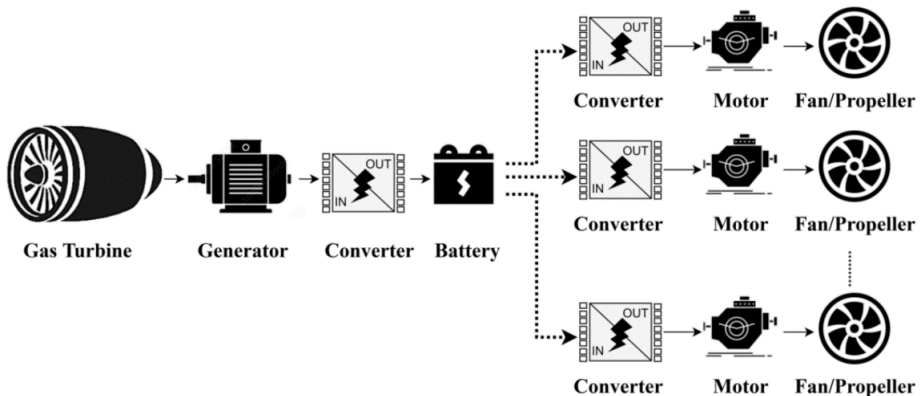 OUT
IN
Converter
Motor
Fan/Propeller
OUT
IN
Gas Turbine
Generator
Converter
Battery
OUT
IN
Converter
Motor
Fan/Propeller
OUT
IN
Converter
Motor
Fan/Propeller